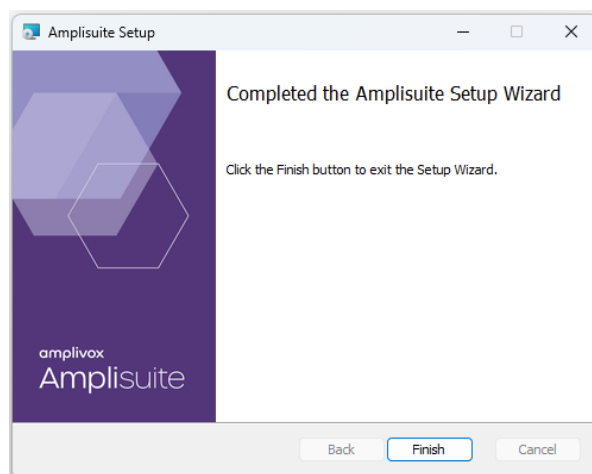 Amplisuite Setup
Completed the Amplisuite Setup Wizard
Click the Finish button to exit the Setup Wizard.
amplivox
Amplisuite
Back
Finish
Cancel